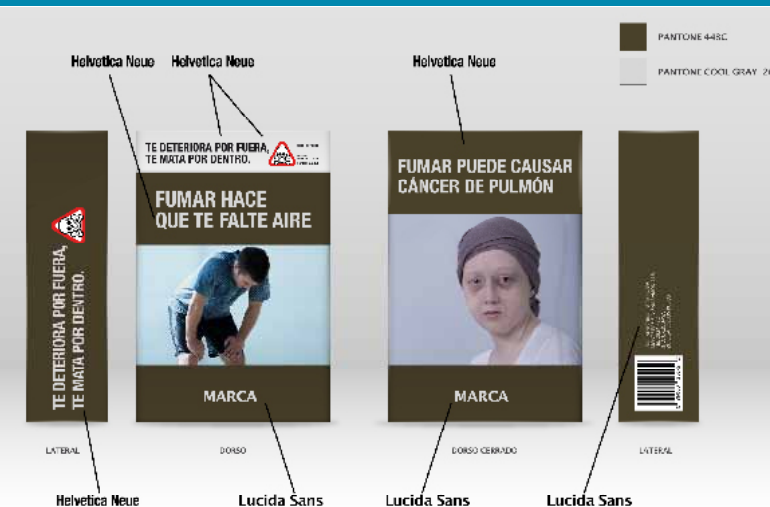 PANTONE 448C
PANTONE COOL GRAY 2
Helvetica Neue
Helvetica Neue
Helvetica Neue
TE DETERIORA POR FUERA,
TE MATA POR DENTRO.
FUMAR HACE
QUE TE FALTE AIRE
MARCA
FUMAR PUEDE CAUSAR
CÁNCER DE PULMÓN
MARCA
TE DETERIORA POR FUERA,
TE MATA POR DENTRO.
LATERAL
DORSO
DORSO CERRADO
LATERAL
Helvetica Neue
Lucida Sans
Lucida Sans
Lucida Sans